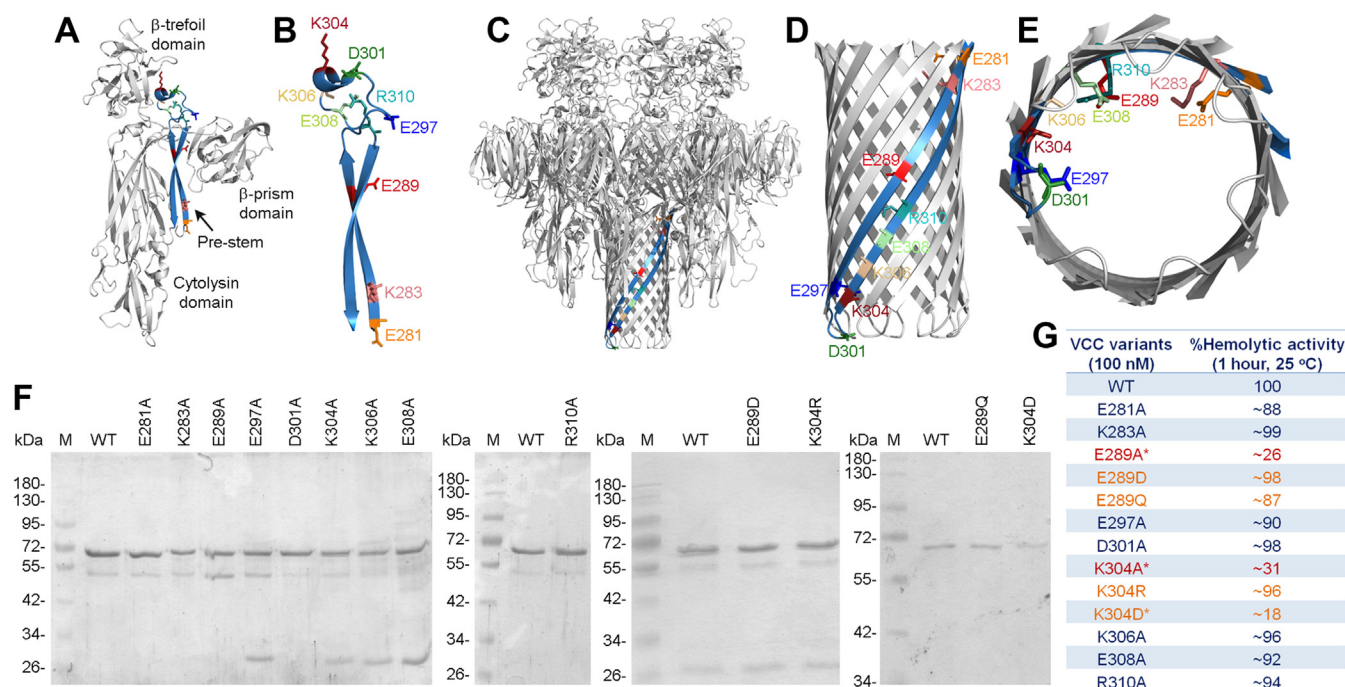 A
K304
β-trefoil
domain
β-prism
domain
Pre-stem
Cytolysin
domain
B
K304
D301
K306
R310
E308
E297
E289
K283
E281
C
D
E281
K283
E289
R310
E308
K306
E297
K304
D301
E
R310
E289
K306
E308
K283
E281
K304
E297
D301
F
kDa M WT E281A K283A E289A E297A D301A K304A K306A E308A
180-
130-
95-
72-
55-
42-
34-
26-
kDa M WT R310A
180-
130-
95-
72-
55-
42-
34-
26-
kDa M WT E289D K304R
180-
130-
95-
72-
55-
42-
34-
26-
kDa M WT E289Q K304D
180-
130-
95-
72-
55-
42-
34-
G
VCC variants %Hemolytic activity
(100 nM) (1 hour, 25 ºC)
WT 100
E281A ~88
K283A ~99
E289A* ~26
E289D ~98
E289Q ~87
E297A ~90
D301A ~98
K304A* ~31
K304R ~96
K304D* ~18
K306A ~96
E308A ~92
R310A ~94